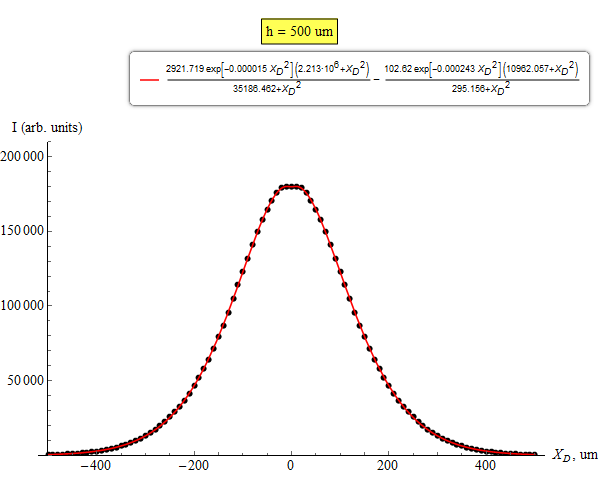 h = 500 um
2921.719 exp[-0.000015 X_D^2](2.213·10^6+X_D^2) / 35186.462+X_D^2 − 102.62 exp[-0.000243 X_D^2](10962.057+X_D^2) / 295.156+X_D^2
I (arb. units)
200 000
150 000
100 000
50 000
−400 −200 0 200 400 X_D, um